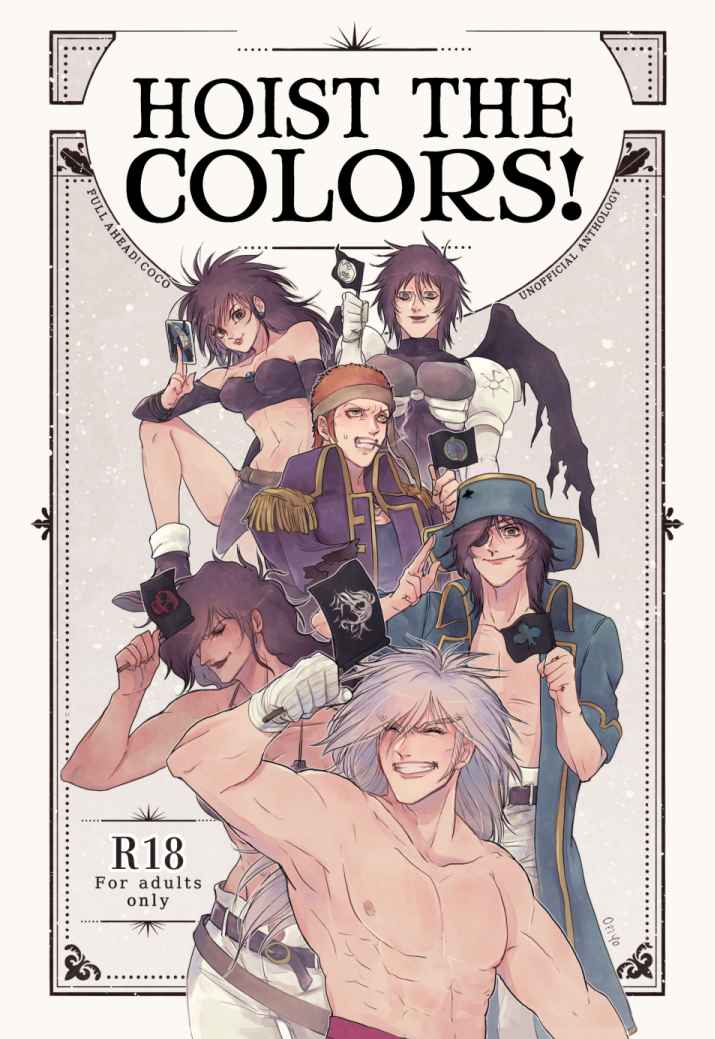 HOIST THE
COLORS!
FULL AHEAD! COCO
UNOFFICIAL ANTHOLOGY
R18
For adults
only